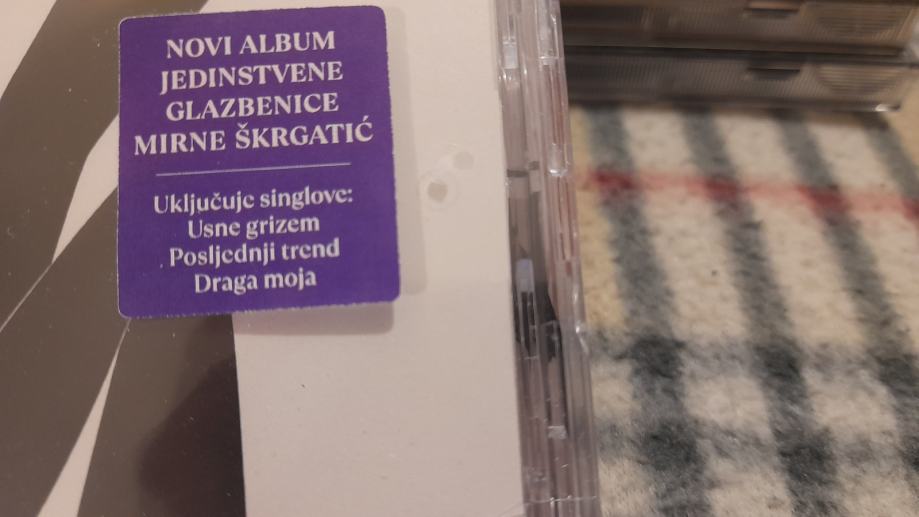 NOVI ALBUM
JEDINSTVENE
GLAZBENICE
MIRNE ŠKRGATIĆ
Uključuje singlove:
Usne grizem
Posljednji trend
Draga moja